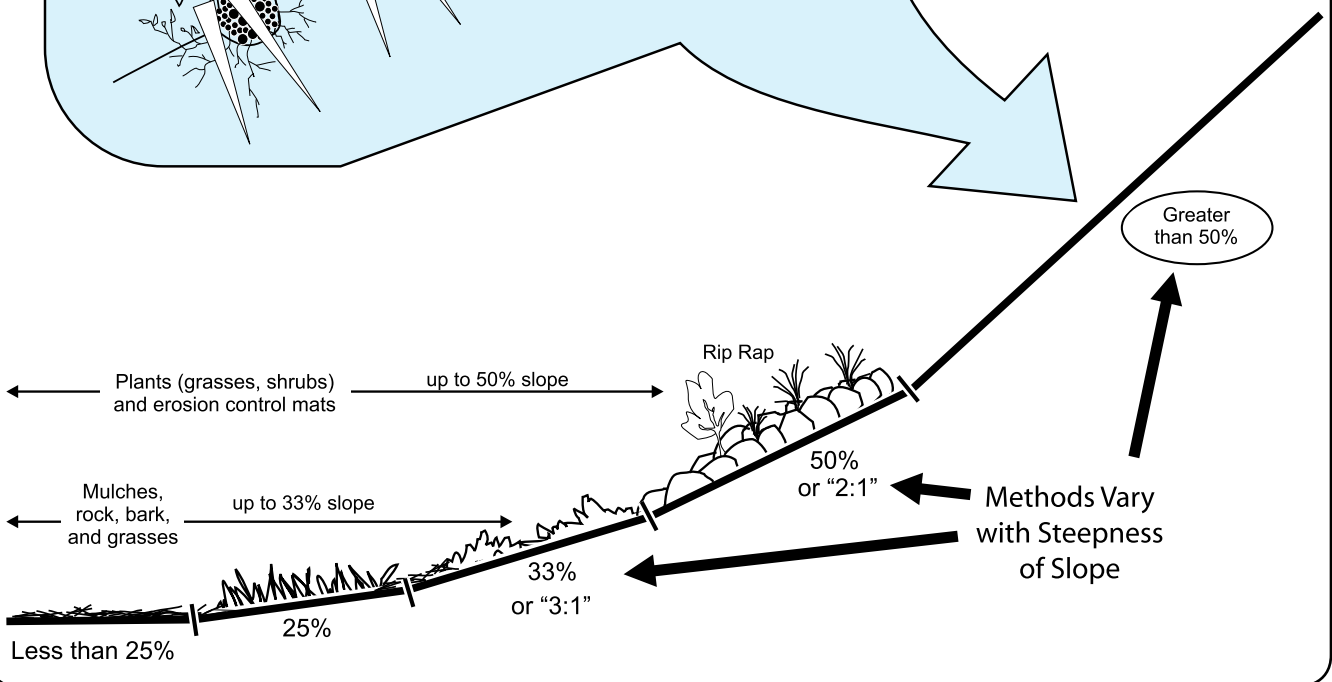 Greater
than 50%
Rip Rap
Plants (grasses, shrubs)
and erosion control mats
up to 50% slope
50%
or “2:1”
Mulches,
rock, bark,
and grasses
up to 33% slope
Methods Vary
with Steepness
of Slope
33%
or “3:1”
25%
Less than 25%